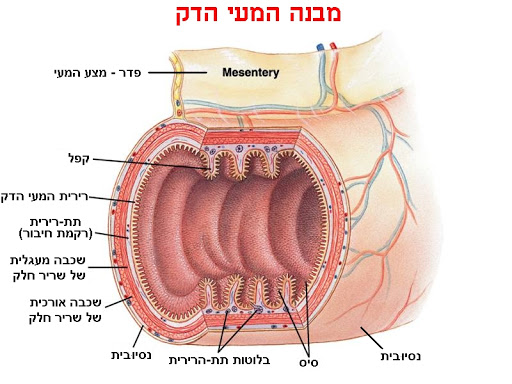 מבנה המעי הדק
פדר - מצע המעי
Mesentery
קפל
רירית המעי הדק
תת-רירית
(רקמת חיבור)
שכבה מעגלית
של שריר חלק
שכבה אורכית
של שריר חלק
נסיובית
בלוטות תת-הרירית
סיס
נסיובית